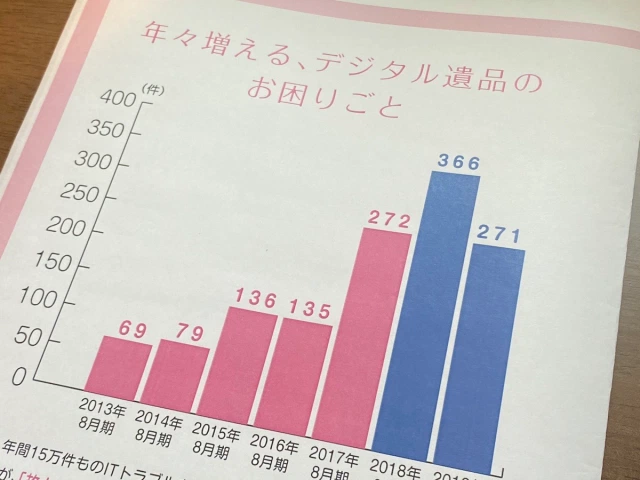 年々増える、デジタル遺品の
お困りごと
(件)
400
350
300
250
200
150
100
50
0
69
79
136
135
272
366
271
2013年
8月期
2014年
8月期
2015年
8月期
2016年
8月期
2017年
8月期
2018年
年間15万件ものITトラブル
が、「